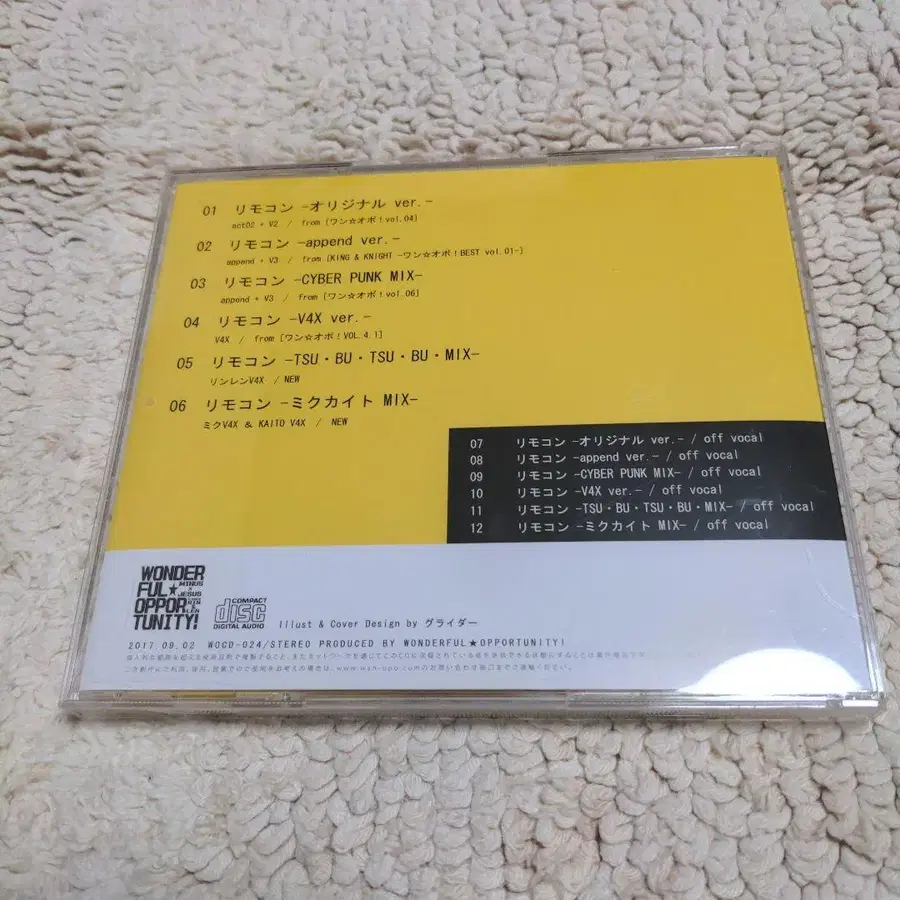 01 リモコン -オリジナル ver.-
act02 + V2 / from [ワン☆オポ！vol.04]
02 リモコン -append ver.-
append + V3 / from [KING & KNIGHT -ワン☆オポ！BEST vol.01-]
03 リモコン -CYBER PUNK MIX-
append + V3 / from [ワン☆オポ！vol.06]
04 リモコン -V4X ver.-
V4X / from [ワン☆オポ！VOL.4.1]
05 リモコン -TSU・BU・TSU・BU・MIX-
リンレンV4X / NEW
06 リモコン -ミクカイト MIX-
ミクV4X & KAITO V4X / NEW
07 リモコン -オリジナル ver.- / off vocal
08 リモコン -append ver.- / off vocal
09 リモコン -CYBER PUNK MIX- / off vocal
10 リモコン -V4X ver.- / off vocal
11 リモコン -TSU・BU・TSU・BU・MIX- / off vocal
12 リモコン -ミクカイト MIX- / off vocal
WONDER
FUL★
OPPOR
TUNITY!
MINUS
×
JESUS
RIN
LEN
COMPACT
disc
DIGITAL AUDIO
Illust & Cover Design by グライダー
2017.09.02 WOCD-024/STEREO PRODUCED BY WONDERFUL★OPPORTUNITY!